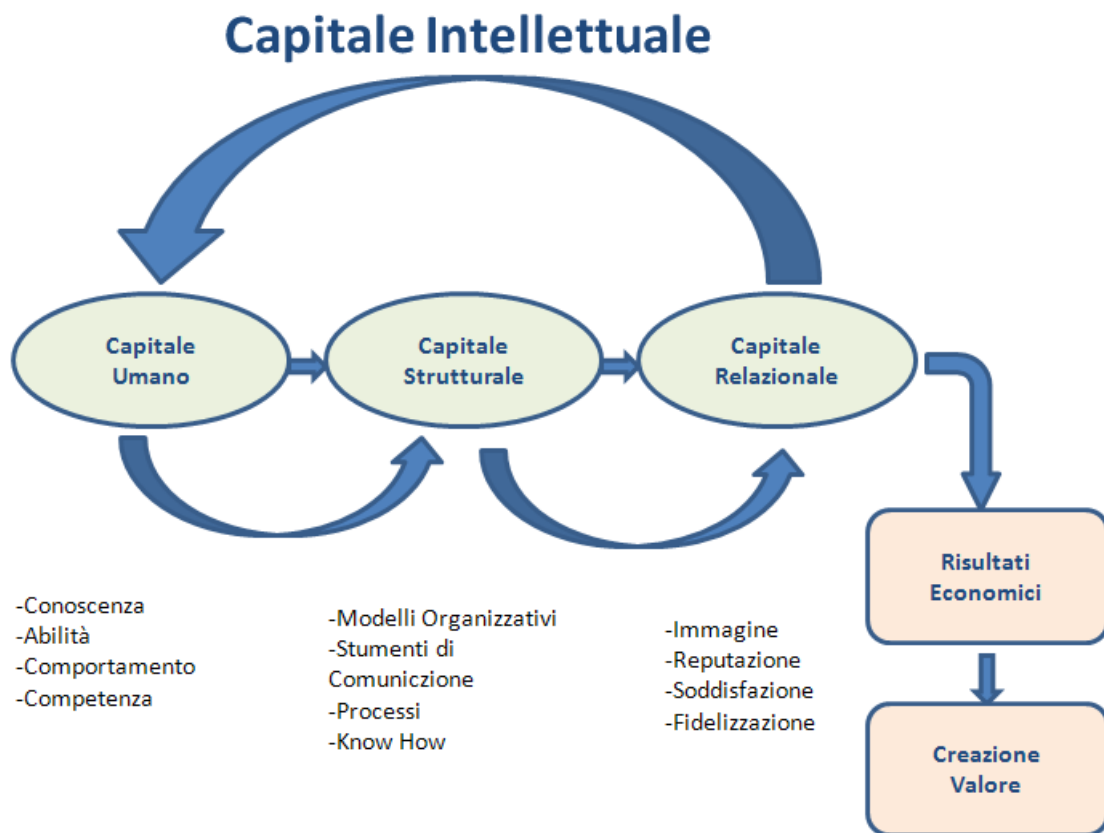 Capitale Intellettuale
Capitale
Umano
Capitale
Strutturale
Capitale
Relazionale
Risultati
Economici
Creazione
Valore
-Conoscenza
-Abilità
-Comportamento
-Competenza
-Modelli Organizzativi
-Stumenti di
Comuniczione
-Processi
-Know How
-Immagine
-Reputazione
-Soddisfazione
-Fidelizzazione